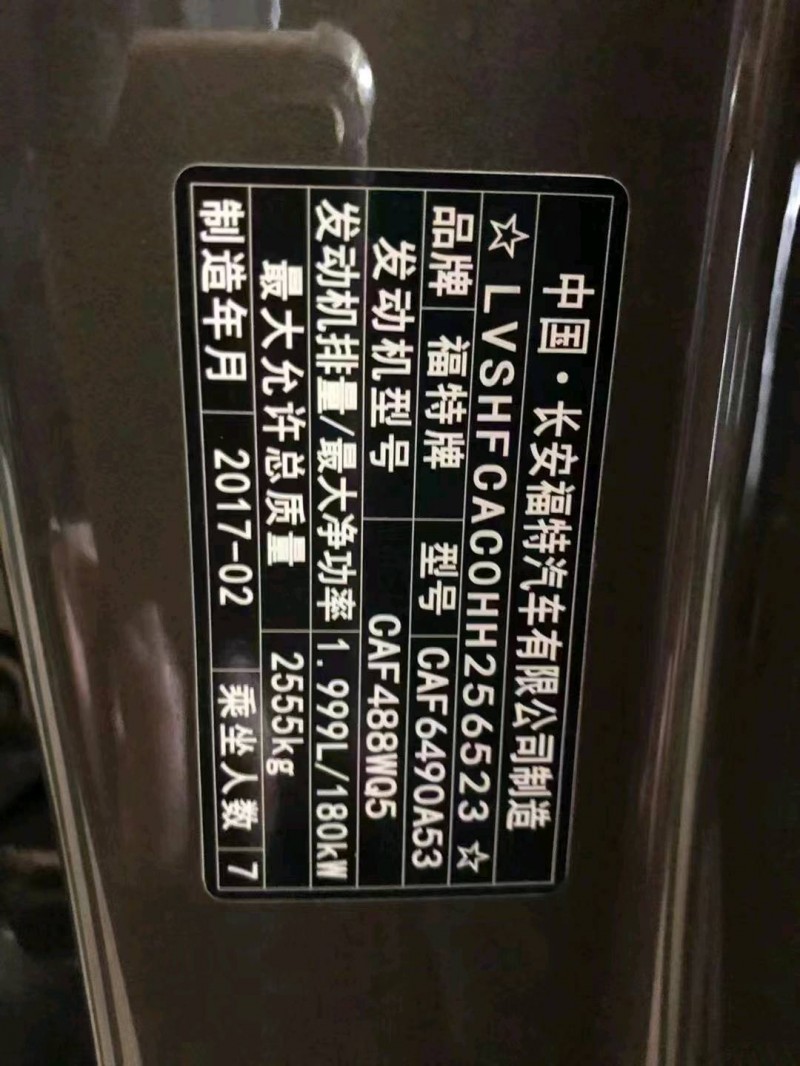 中国·长安福特汽车有限公司制造
☆LVSHFCAC0HH256523☆
品牌 福特牌 型号 CAF6490A53
发动机型号 CAF488WQ5
发动机排量/最大净功率 1.999L/180kW
最大允许总质量 2555kg
制造年月 2017-02 乘坐人数 7